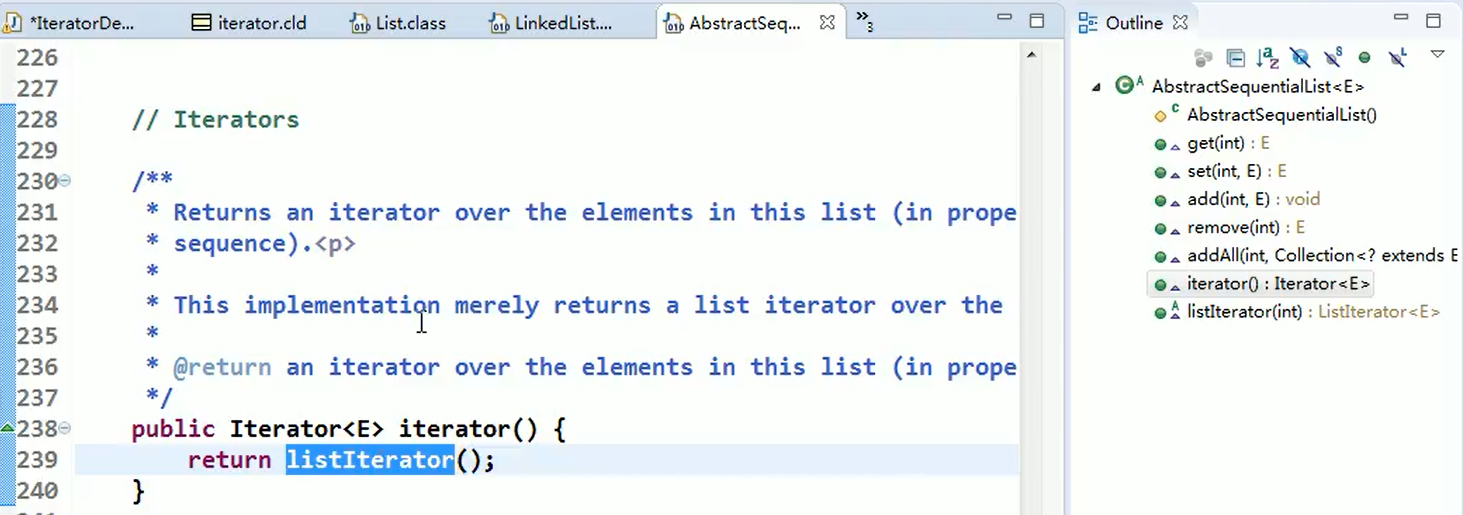 *IteratorDe...
iterator.cld
List.class
LinkedList....
AbstractSeq...
»3
226
227
228 // Iterators
229
230 /**
231 * Returns an iterator over the elements in this list (in prope
232 * sequence).<p>
233 *
234 * This implementation merely returns a list iterator over the
235 *
236 * @return an iterator over the elements in this list (in prope
237 */
238 public Iterator<E> iterator() {
239 return listIterator();
240 }
Outline
AbstractSequentialList<E>
AbstractSequentialList()
get(int) : E
set(int, E) : E
add(int, E) : void
remove(int) : E
addAll(int, Collection<? extends E
iterator() : Iterator<E>
listIterator(int) : ListIterator<E>